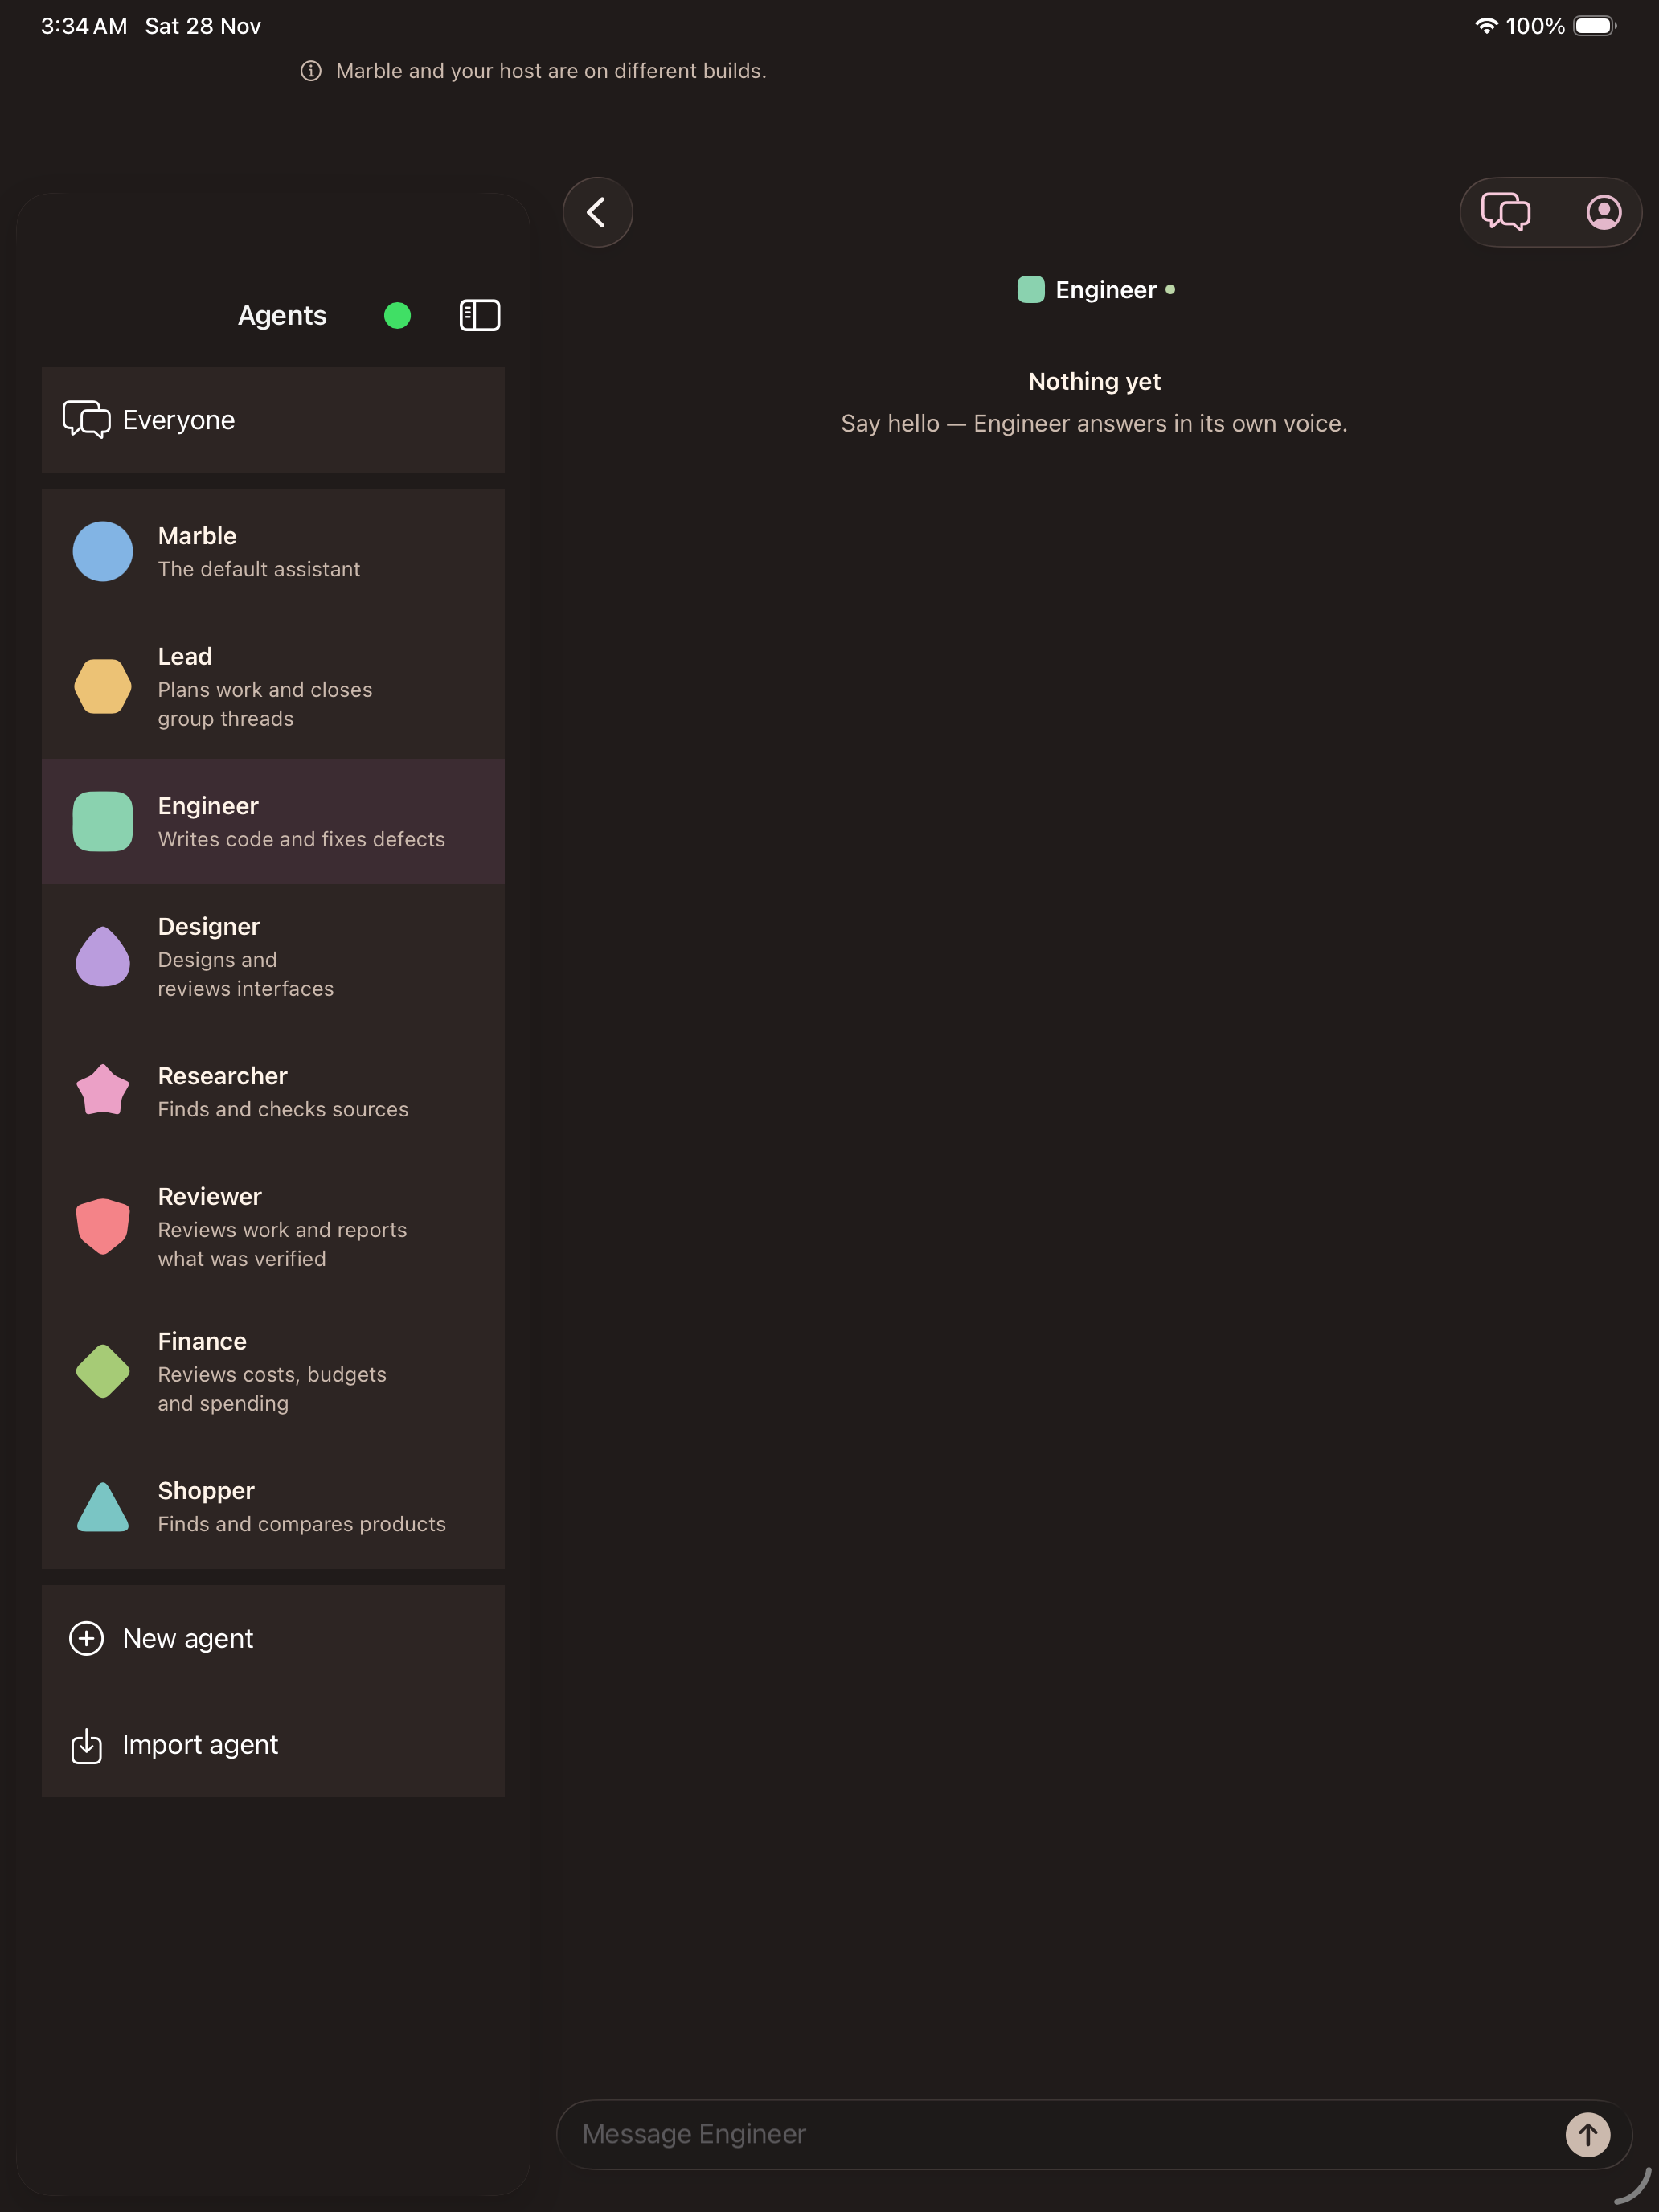 3:34 AM Sat 28 Nov
100%
Marble and your host are on different builds.
Agents
Everyone
Marble
The default assistant
Lead
Plans work and closes
group threads
Engineer
Writes code and fixes defects
Designer
Designs and
reviews interfaces
Researcher
Finds and checks sources
Reviewer
Reviews work and reports
what was verified
Finance
Reviews costs, budgets
and spending
Shopper
Finds and compares products
New agent
Import agent
Engineer
Nothing yet
Say hello — Engineer answers in its own voice.
Message Engineer